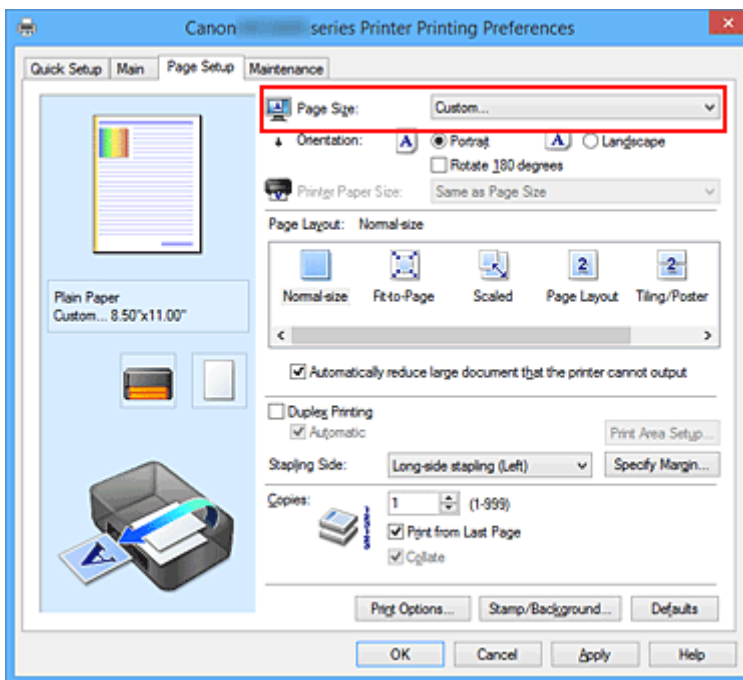 Canon series Printer Printing Preferences
Quick Setup Main Page Setup Maintenance
Page Size: Custom...
Orientation: A Portrait A Landscape
Rotate 180 degrees
Printer Paper Size: Same as Page Size
Page Layout: Normal-size
2 2
Normal-size Fit-to-Page Scaled Page Layout Tiling/Poster
Plain Paper
Custom... 8.50"x11.00"
Automatically reduce large document that the printer cannot output
Duplex Printing
Automatic
Print Area Setup...
Stapling Side: Long-side stapling (Left) Specify Margin...
Copies: 1 (1-999)
Print from Last Page
Collate
A
Print Options... Stamp/Background... Defaults
OK Cancel Apply Help